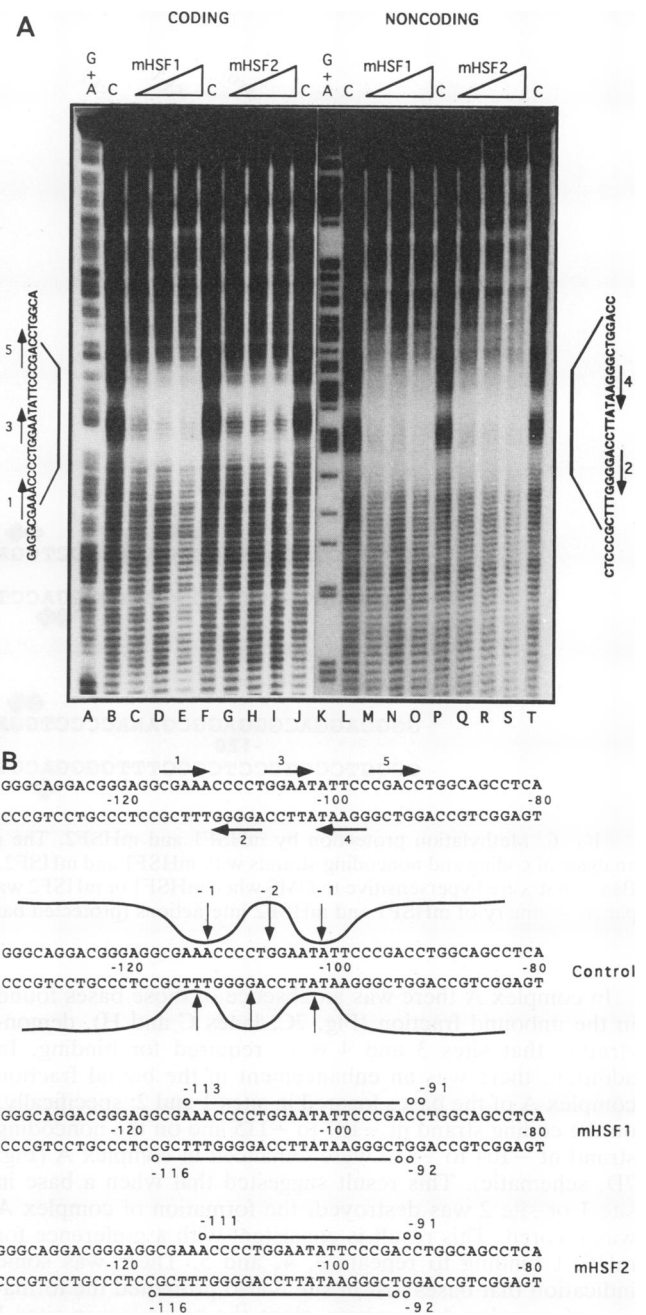 A
CODING NONCODING
G + A C mHSF1 C mHSF2 C G + A C mHSF1 C mHSF2 C
GAGGCGAAACCCCTGGAATATTCCCGACCTGGCA
1 3 5
CTCCCGCTTTGGGGACCTTATAAGGGCTGGACC
2 4
A B C D E F G H I J K L M N O P Q R S T
B
1 3 5
GGGCAGGACGGGAGGCGAAACCCCTGGAATATTCCCGACCTGGCAGCCTCA
-120 -100 -80
CCCGTCCTGCCCTCCGCTTTGGGGACCTTATAAGGGCTGGACCGTCGGAGT
2 4
-1 -2 -1
GGGCAGGACGGGAGGCGAAACCCCTGGAATATTCCCGACCTGGCAGCCTCA
-120 -100 -80 Control
CCCGTCCTGCCCTCCGCTTTGGGGACCTTATAAGGGCTGGACCGTCGGAGT
-113 -91
GGGCAGGACGGGAGGCGAAACCCCTGGAATATTCCCGACCTGGCAGCCTCA
-120 -100 -80 mHSF1
CCCGTCCTGCCCTCCGCTTTGGGGACCTTATAAGGGCTGGACCGTCGGAGT
-116 -92
-111 -91
GGGCAGGACGGGAGGCGAAACCCCTGGAATATTCCCGACCTGGCAGCCTCA
-120 -100 -80 mHSF2
CCCGTCCTGCCCTCCGCTTTGGGGACCTTATAAGGGCTGGACCGTCGGAGT
-116 -92